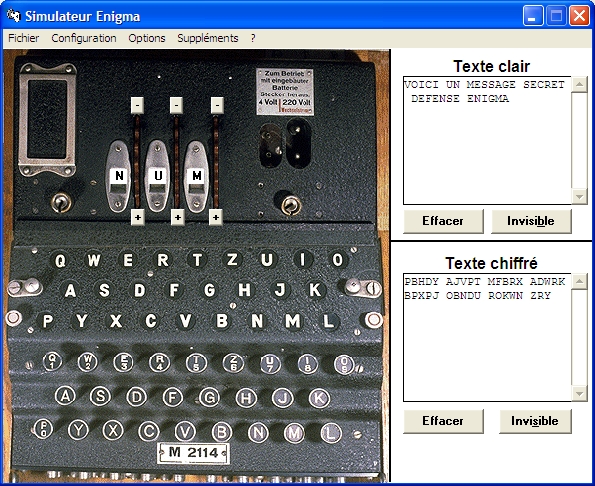 Simulateur Enigma
Fichier Configuration Options Suppléments ?
Zum Betrieb
mit eingebauter
Batterie
Stecker heraus.
4 Volt 220 Volt
Wechselstrom
- - -
N U M
+ + +
Q W E R T Z U I O
A S D F G H J K
P Y X C V B N M L
Q W E R T Z U I O
1 2 3 4 5 6 7 8 9
A S D F G H J K
P Y X C V B N M L
0
M 2114
Texte clair
VOICI UN MESSAGE SECRET
DEFENSE ENIGMA
Effacer Invisible
Texte chiffré
PBHDY AJVPT MFBRX ADWRK
BPXPJ OBNDU ROKWN ZRY
Effacer Invisible